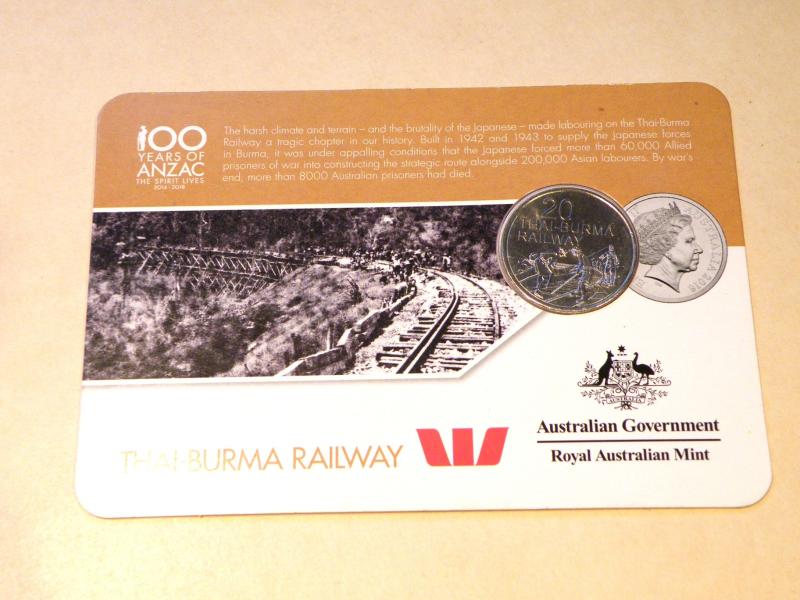 100
YEARS OF
ANZAC
THE SPIRIT LIVES
2014 - 2018
The harsh climate and terrain – and the brutality of the Japanese – made labouring on the Thai-Burma
Railway a tragic chapter in our history. Built in 1942 and 1943 to supply the Japanese forces
in Burma, it was under appalling conditions that the Japanese forced more than 60,000 Allied
prisoners of war into constructing the strategic route alongside 200,000 Asian labourers. By war's
end, more than 8000 Australian prisoners had died.
20
THAI-BURMA
RAILWAY
AUSTRALIA 2016
THAI-BURMA RAILWAY
AUSTRALIA
Australian Government
Royal Australian Mint